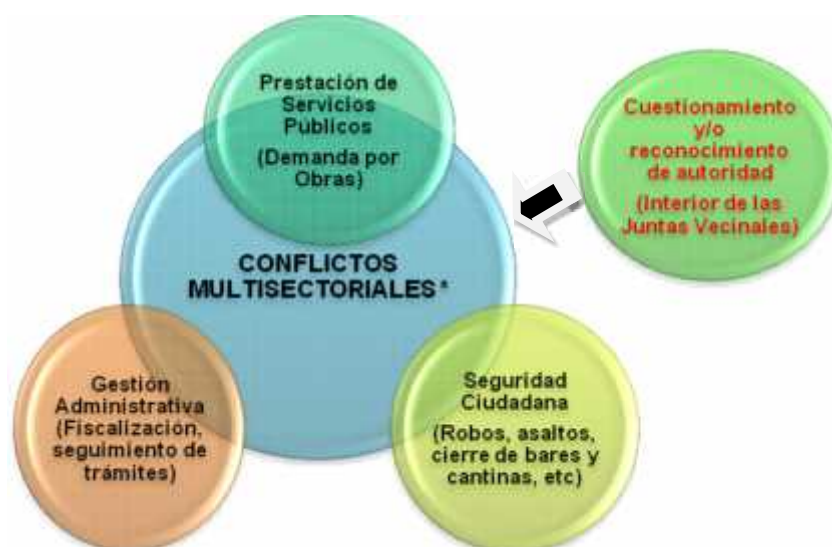 Prestación de
Servicios
Públicos
(Demanda por
Obras)
Cuestionamiento
y/o
reconocimiento
de autoridad
(Interior de las
Juntas Vecinales)
CONFLICTOS
MULTISECTORIALES*
Gestión
Administrativa
(Fiscalización,
seguimiento de
trámites)
Seguridad
Ciudadana
(Robos, asaltos,
cierre de bares y
cantinas, etc)